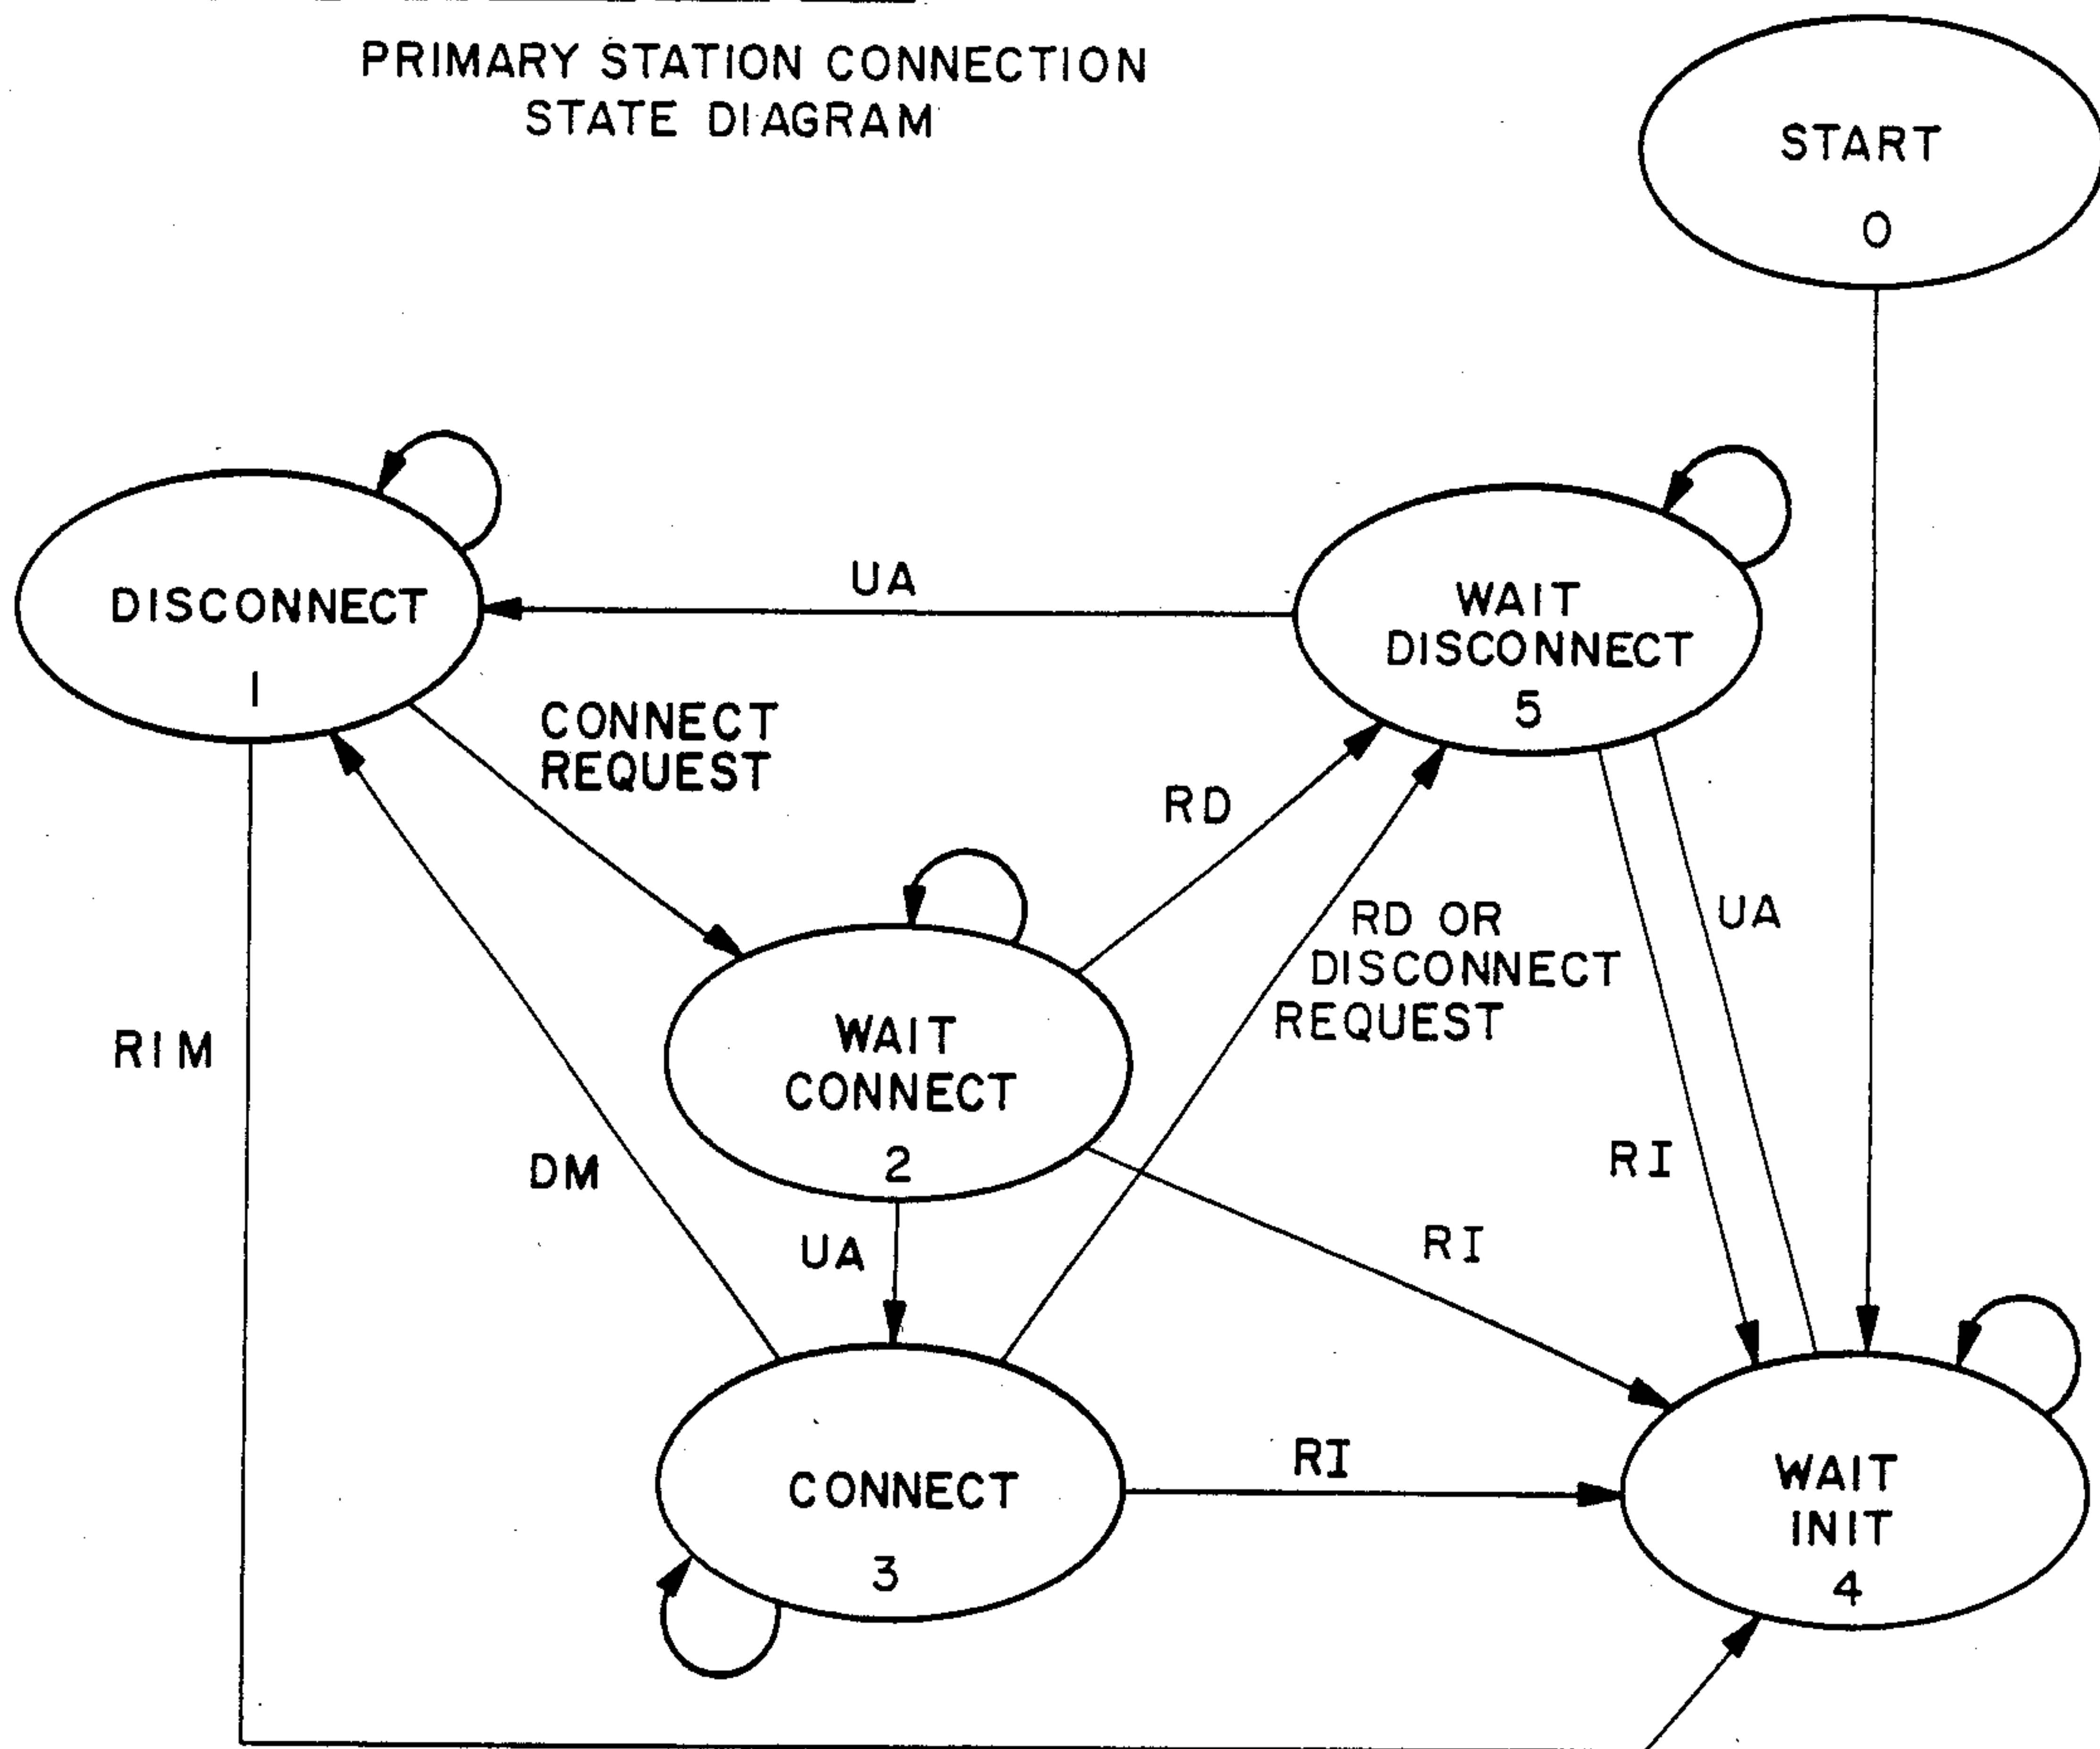 PRIMARY STATION CONNECTION
STATE DIAGRAM
START
0
DISCONNECT
1
UA
WAIT
DISCONNECT
5
CONNECT
REQUEST
RD
RD OR
DISCONNECT
REQUEST
UA
WAIT
CONNECT
2
RIM
DM
RI
UA
RI
CONNECT
3
RI
WAIT
INIT
4